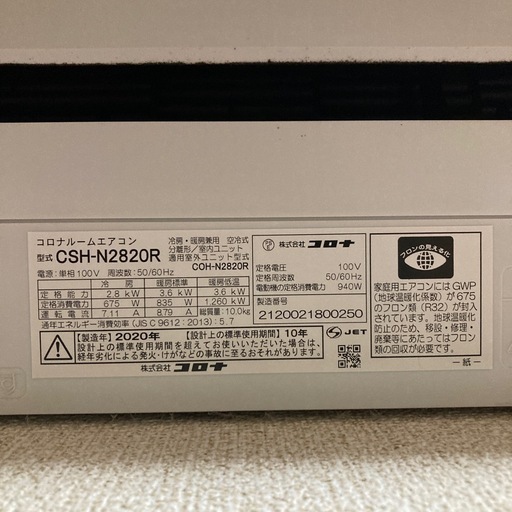 コロナルームエアコン
冷房・暖房兼用 空冷式
分離形/室内ユニット
型式 CSH-N2820R
適用室外ユニット型式
COH-N2820R
電源:単相100V 周波数:50/60Hz
冷房 暖房標準 暖房低温
定格能力 2.8 kW 3.6 kW 3.6 kW
定格消費電力 675 W 835 W 1,260 kW
運転電流 7.11 A 8.79 A 総質量 10.0kg
通年エネルギー消費効率(JIS C 9612:2013):5.7
【製造年】2020年 【設計上の標準使用期間】10年
設計上の標準使用期間を超えてお使いいただいた場合は、
経年劣化による発火・けがなどの事故に至るおそれがあります。
株式会社 コロナ
株式会社 コロナ
定格電圧 100V
定格周波数 50/60Hz
電動機の定格消費電力 940W
製造番号
2120021800250
JET
フロンの見える化
家庭用エアコンにはGWP
(地球温暖化係数)が675
のフロン類(R32)が封入
されています。地球温暖化
防止のため、移設・修理・
廃棄等にあたってはフロン
類の回収が必要です。
―紙―